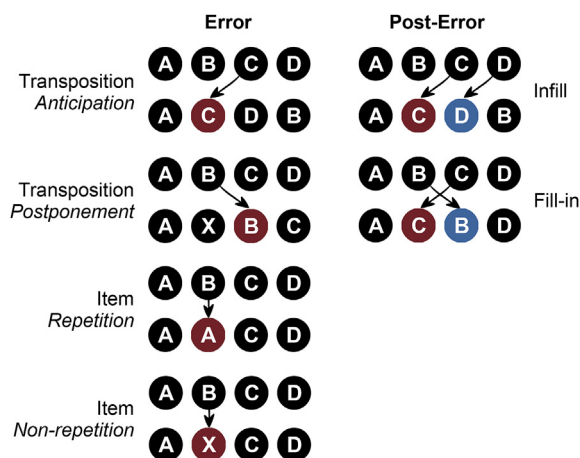 Error Post-Error
A B C D A B C D
Transposition
Anticipation
Infill
A C D B A C D B
A B C D A B C D
Transposition
Postponement
Fill-in
A X B C A C B D
A B C D
Item
Repetition
A A C D
A B C D
Item
Non-repetition
A X C D